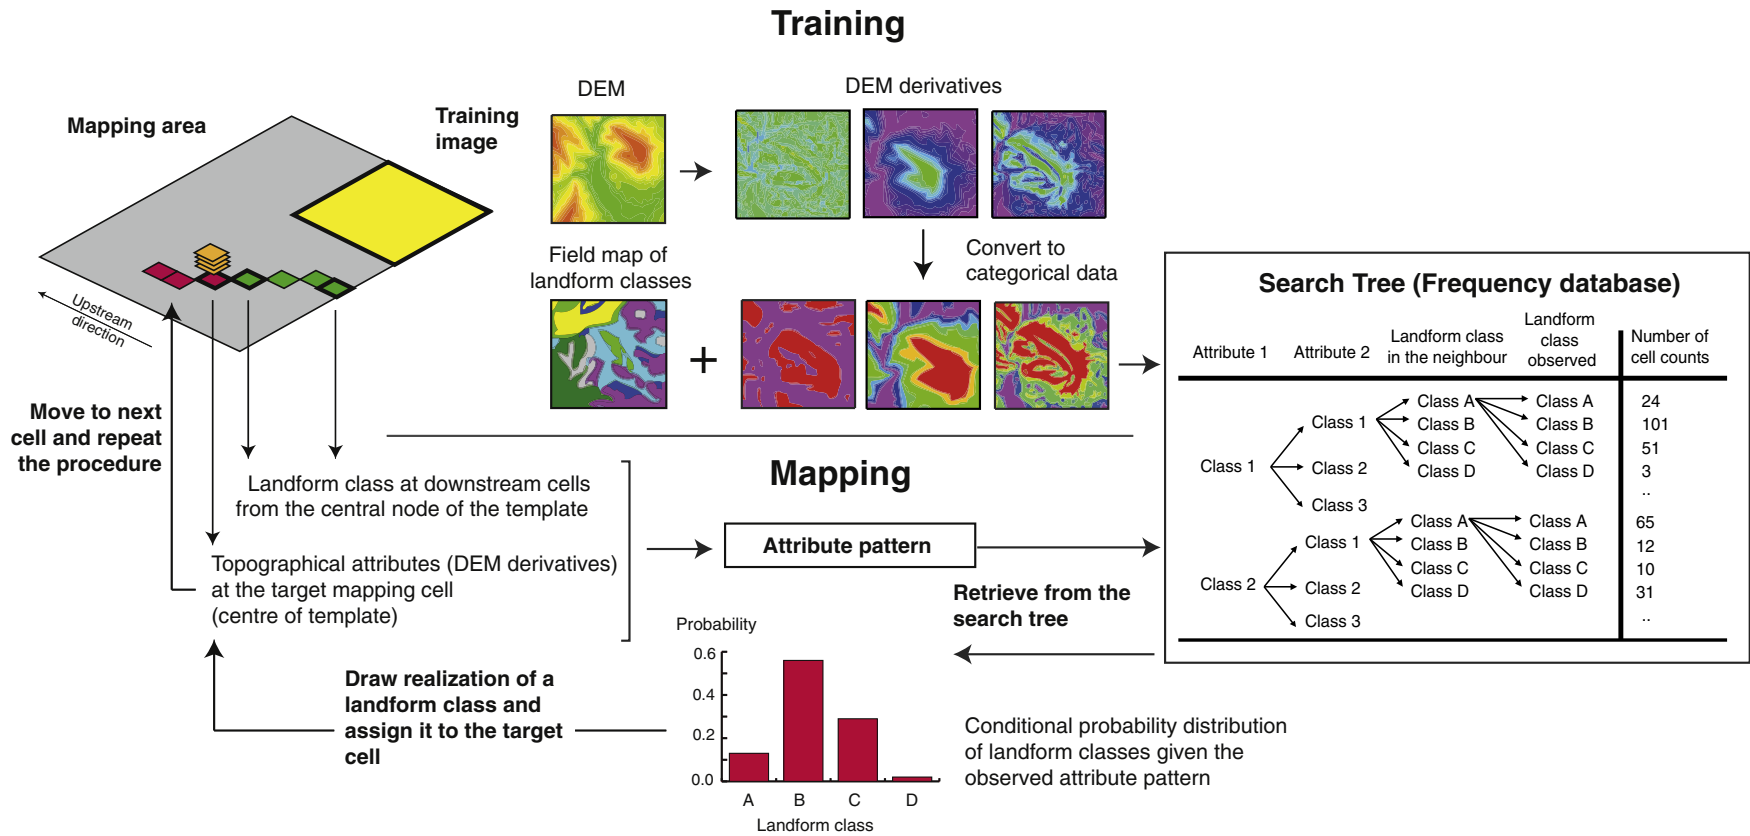 Training
DEM
DEM derivatives
Mapping area
Training
image
Field map of
landform classes
Convert to
categorical data
+
Upstream
direction
Search Tree (Frequency database)
Attribute 1
Attribute 2
Landform class
in the neighbour
Landform
class
observed
Number of
cell counts
Class 1
Class 1
Class 2
Class 3
Class A
Class B
Class C
Class D
Class A
Class B
Class C
Class D
24
101
51
3
..
Class 2
Class 1
Class 2
Class 3
Class A
Class B
Class C
Class D
Class A
Class B
Class C
Class D
65
12
10
31
..
Move to next
cell and repeat
the procedure
Mapping
Landform class at downstream cells
from the central node of the template
Topographical attributes (DEM derivatives)
at the target mapping cell
(centre of template)
Attribute pattern
Retrieve from the
search tree
Draw realization of a
landform class and
assign it to the target
cell
Probability
0.6
0.4
0.2
0.0
A B C D
Landform class
Conditional probability distribution
of landform classes given the
observed attribute pattern